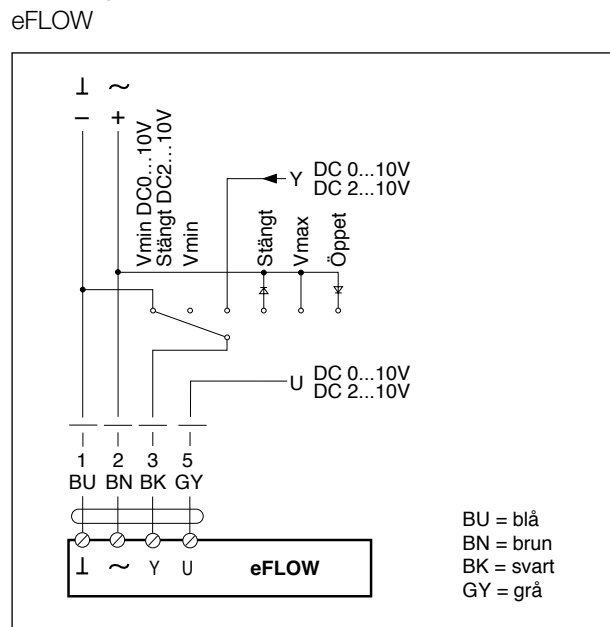 eFLOW
⊥ ~
– +
Vmin DC0...10V
Stängt DC2...10V
Vmin
Y DC 0...10V
DC 2...10V
Stängt
Vmax
Öppet
U DC 0...10V
DC 2...10V
1 2 3 5
BU BN BK GY
⊥ ~ Y U eFLOW
BU = blå
BN = brun
BK = svart
GY = grå